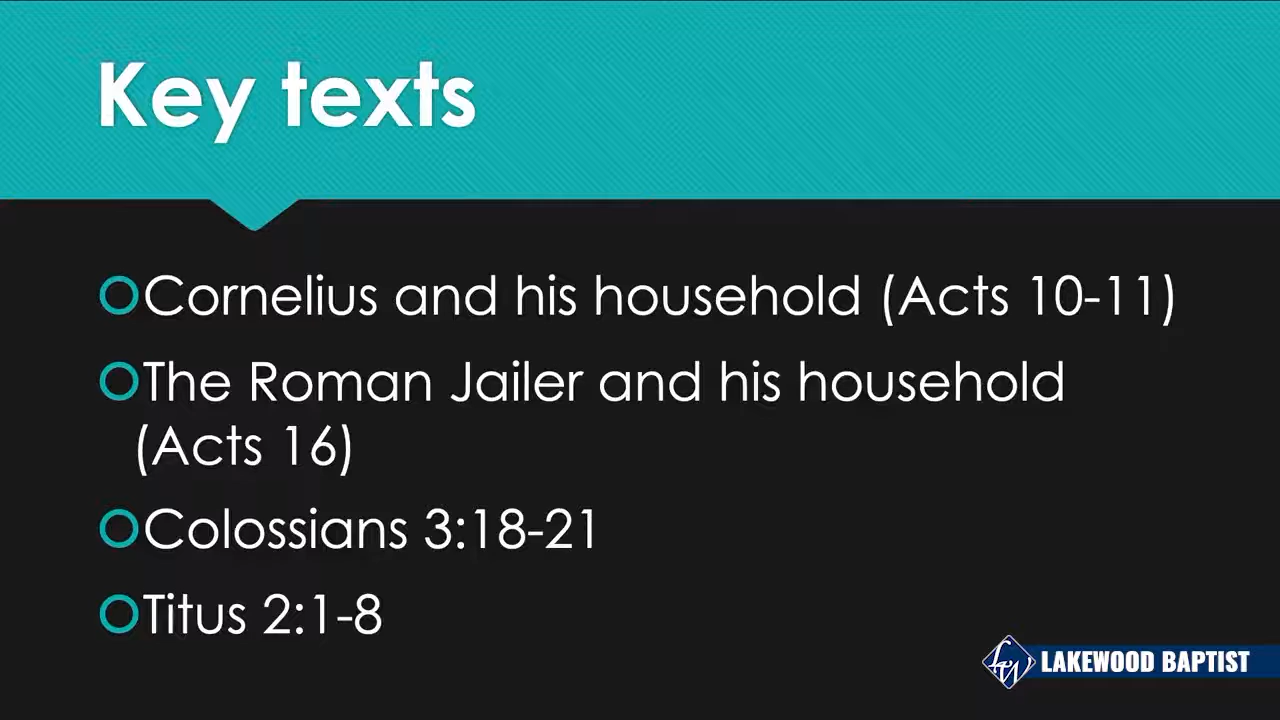 Key texts
Cornelius and his household (Acts 10-11)
The Roman Jailer and his household
(Acts 16)
Colossians 3:18-21
Titus 2:1-8
LAKEWOOD BAPTIST